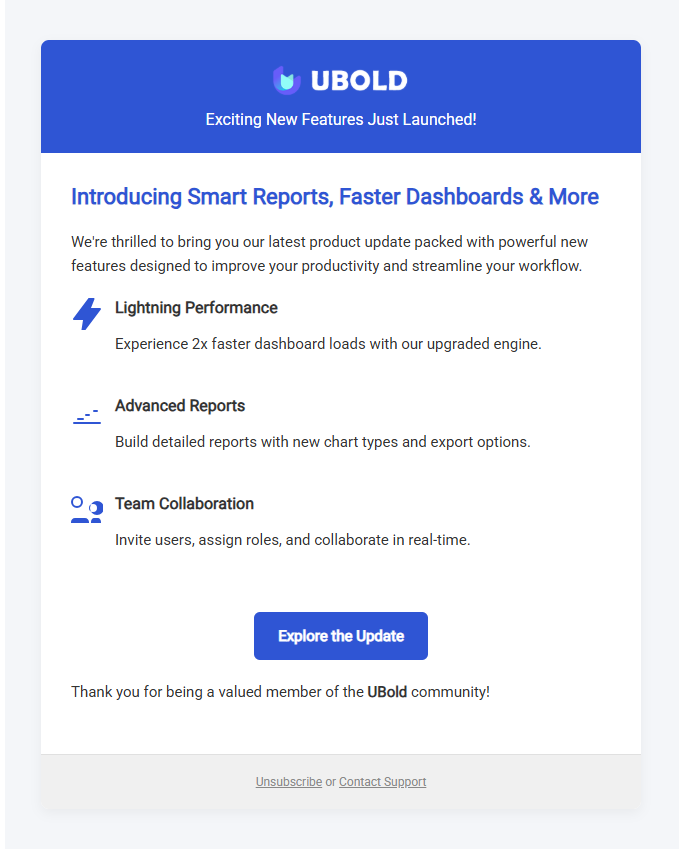 UBOLD
Exciting New Features Just Launched!
Introducing Smart Reports, Faster Dashboards & More
We're thrilled to bring you our latest product update packed with powerful new
features designed to improve your productivity and streamline your workflow.
Lightning Performance
Experience 2x faster dashboard loads with our upgraded engine.
Advanced Reports
Build detailed reports with new chart types and export options.
Team Collaboration
Invite users, assign roles, and collaborate in real-time.
Explore the Update
Thank you for being a valued member of the UBold community!
Unsubscribe or Contact Support